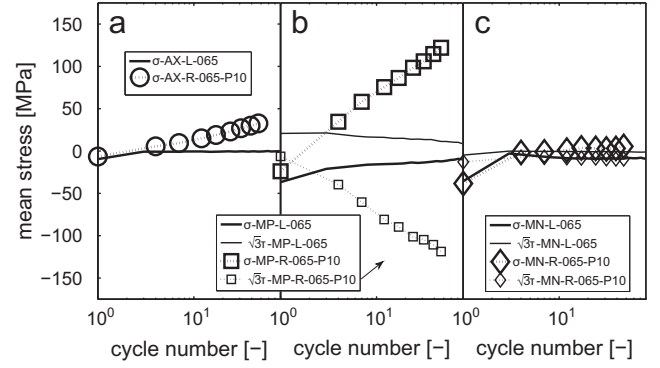 a
b
c
mean stress [MPa]
150
100
50
0
−50
−100
−150
σ-AX-L-065
σ-AX-R-065-P10
σ-MP-L-065
√3τ-MP-L-065
σ-MP-R-065-P10
√3τ-MP-R-065-P10
σ-MN-L-065
√3τ-MN-L-065
σ-MN-R-065-P10
√3τ-MN-R-065-P10
10⁰ 10¹ 10⁰ 10¹ 10⁰ 10¹
cycle number [−] cycle number [−] cycle number [−]